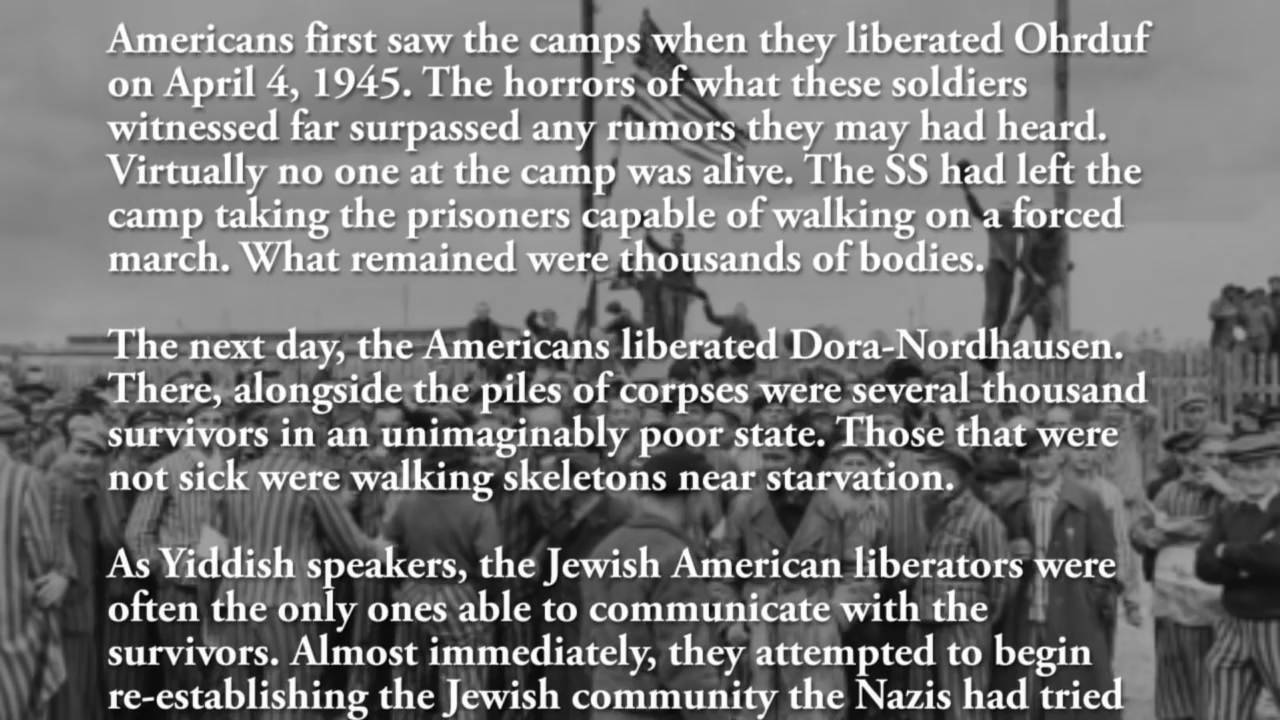 Americans first saw the camps when they liberated Ohrduf
on April 4, 1945. The horrors of what these soldiers
witnessed far surpassed any rumors they may had heard.
Virtually no one at the camp was alive. The SS had left the
camp taking the prisoners capable of walking on a forced
march. What remained were thousands of bodies.
The next day, the Americans liberated Dora-Nordhausen.
There, alongside the piles of corpses were several thousand
survivors in an unimaginably poor state. Those that were
not sick were walking skeletons near starvation.
As Yiddish speakers, the Jewish American liberators were
often the only ones able to communicate with the
survivors. Almost immediately, they attempted to begin
re-establishing the Jewish community the Nazis had tried